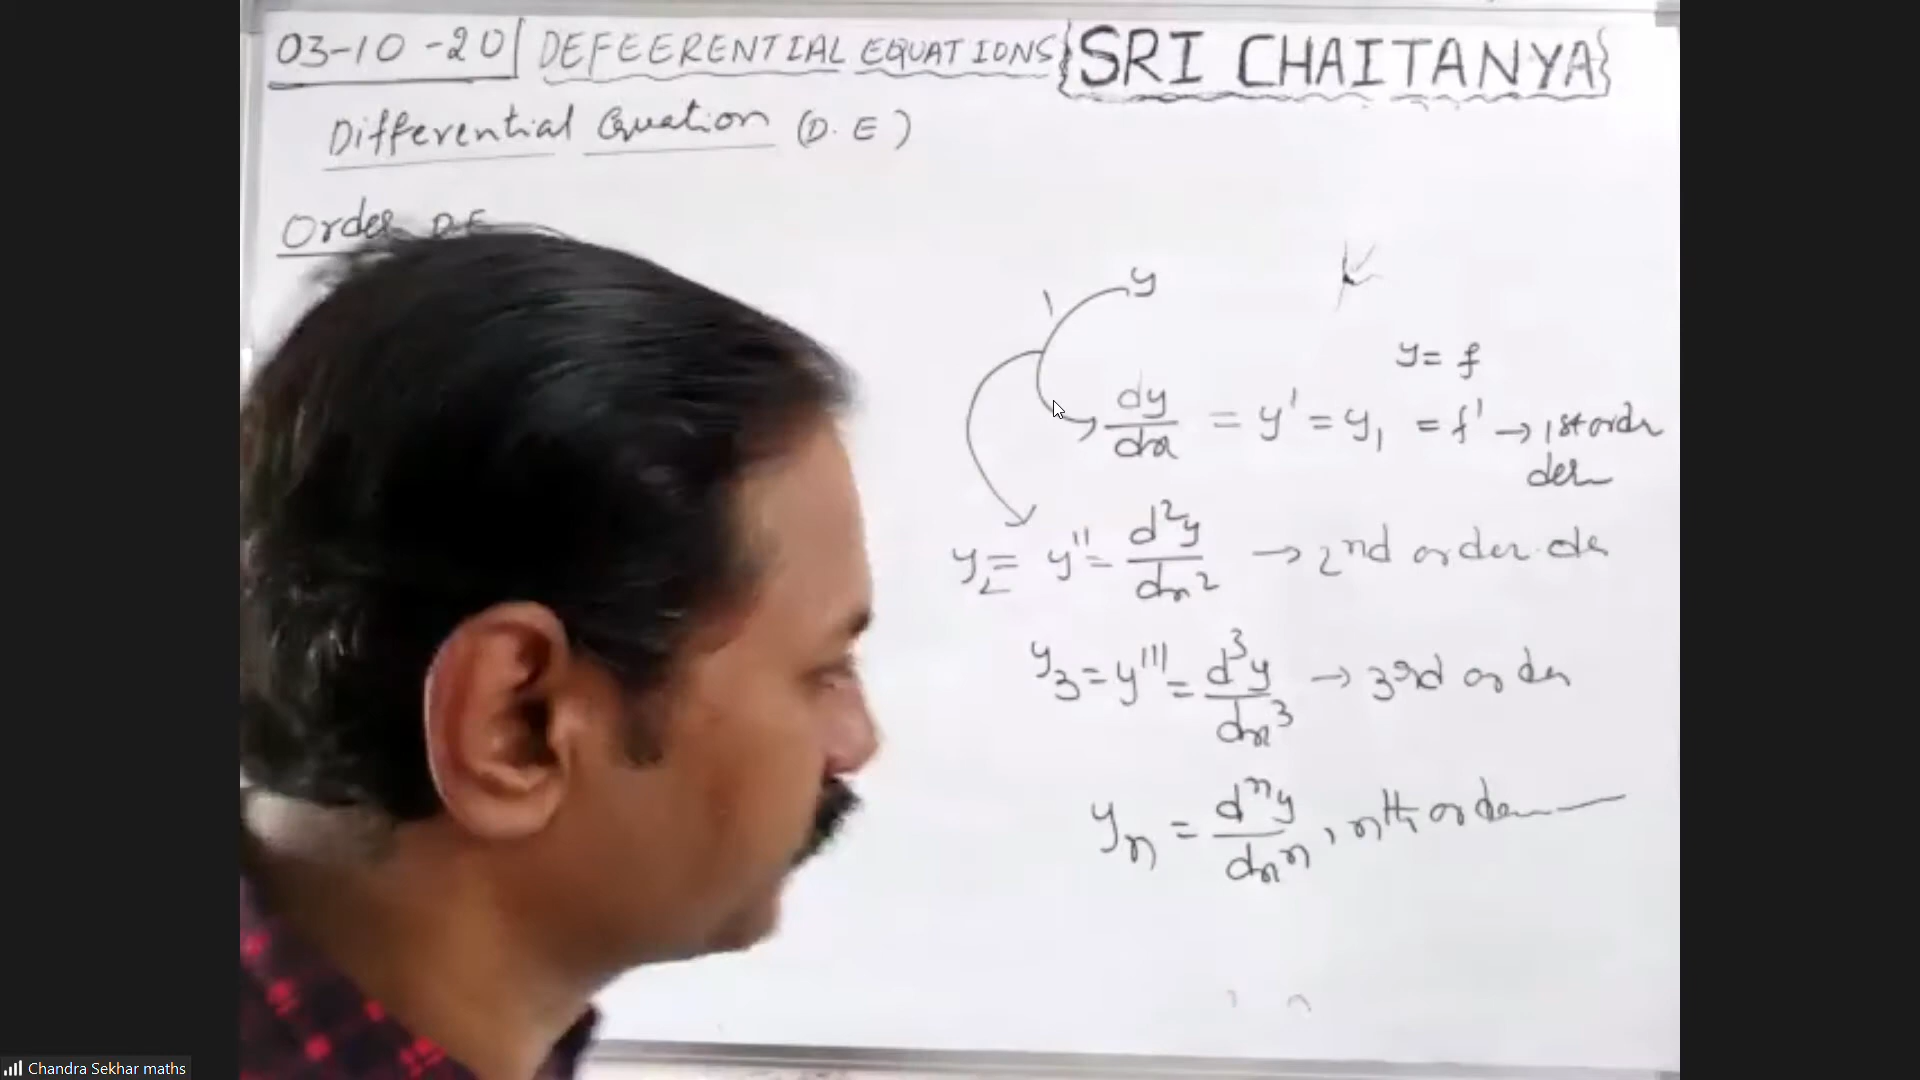 03-10-20 DEFEERENTIAL EQUATIONS {SRI CHAITANYA}
Differential Equation (D.E)
Order D.E
y
y = f
dy/dx = y' = y₁ = f' → 1st order
der
y₂ = y'' = d²y/dx² → 2nd order de
y₃ = y''' = d³y/dx³ → 3rd order
yₙ = dⁿy/dxⁿ, nth order
Chandra Sekhar maths